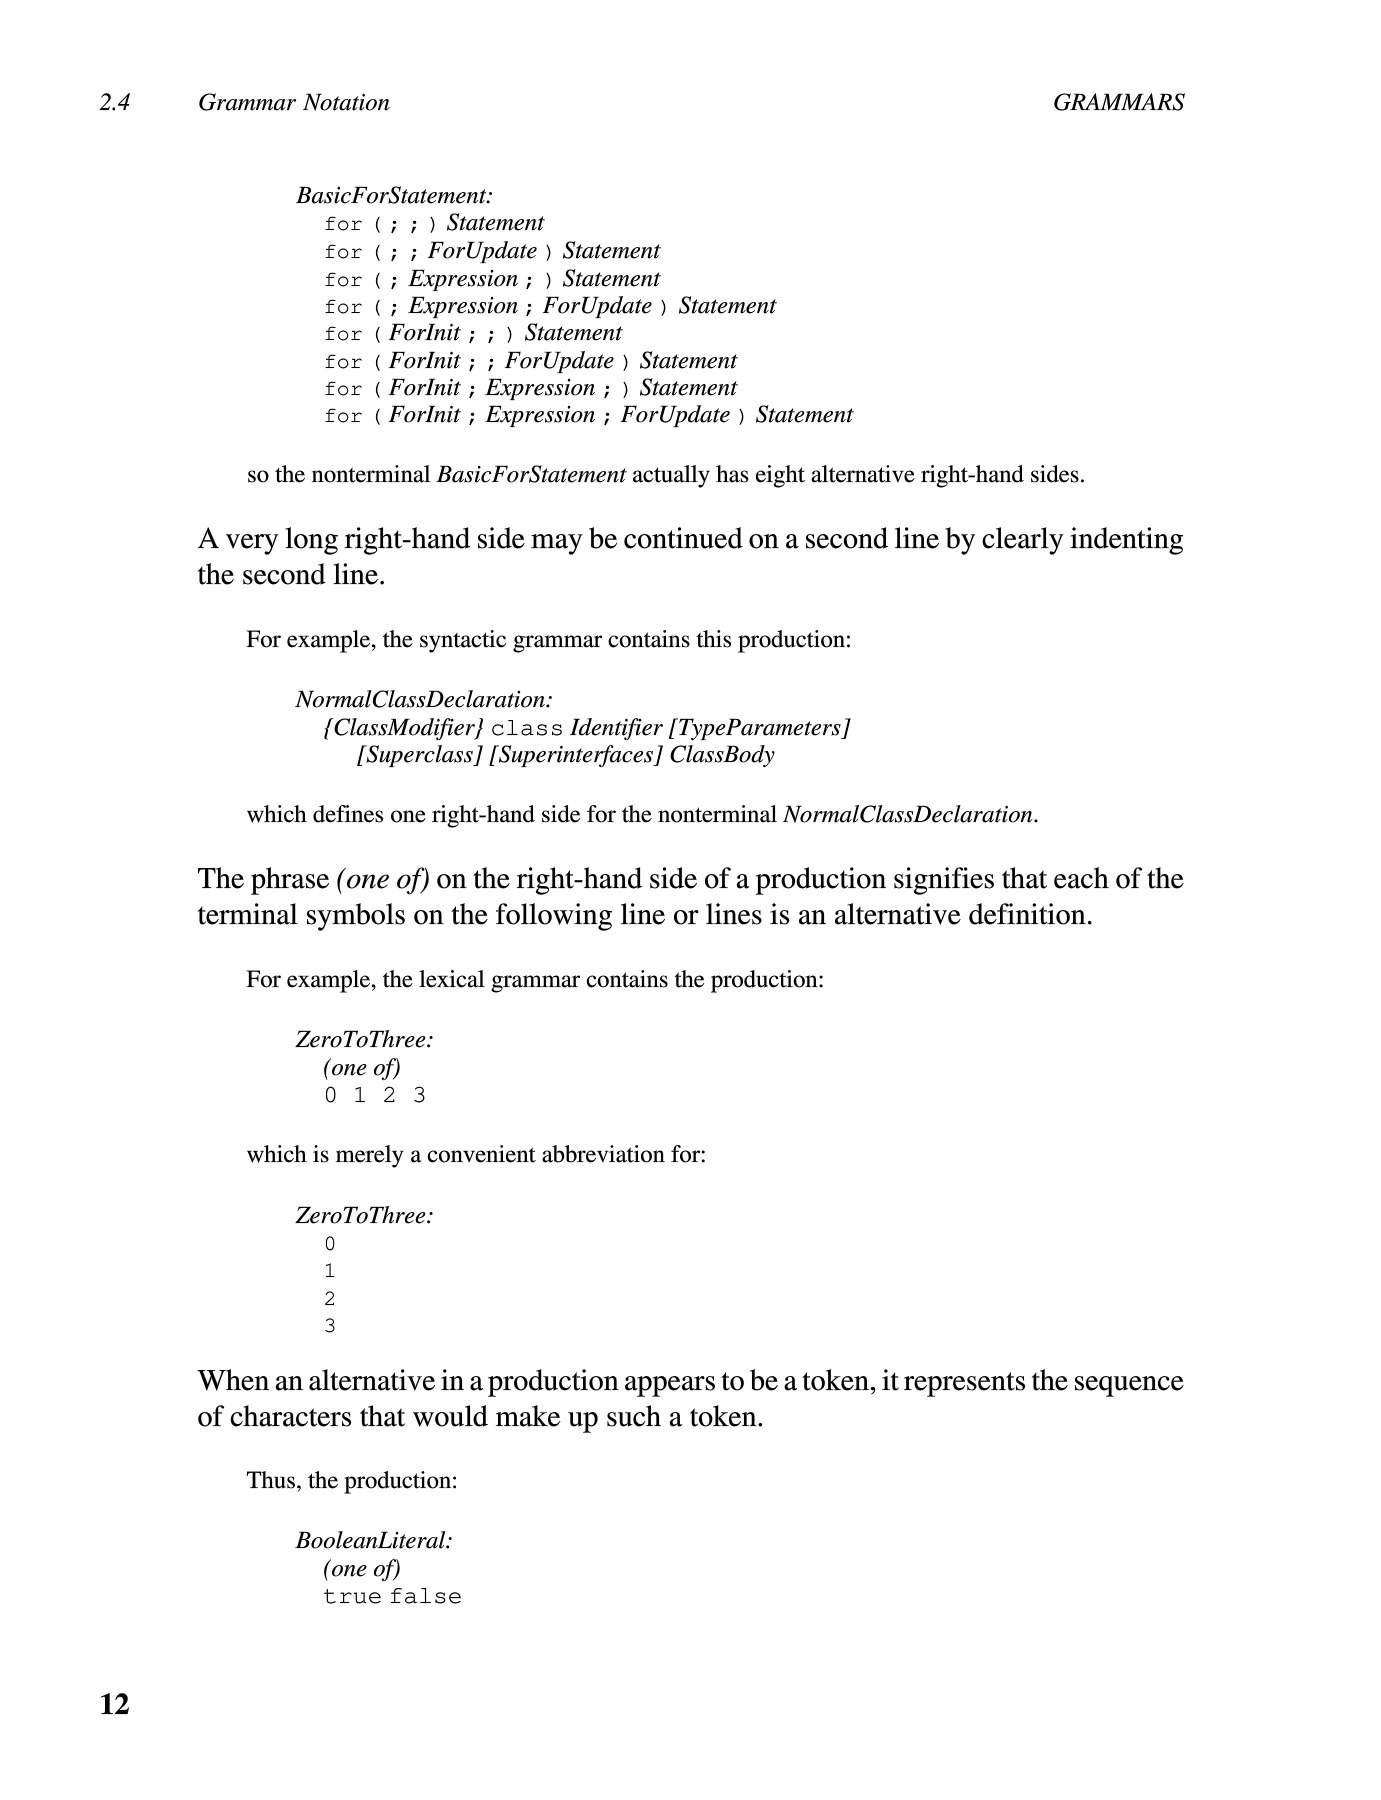 2.4 Grammar Notation GRAMMARS
BasicForStatement:
for ( ; ; ) Statement
for ( ; ; ForUpdate ) Statement
for ( ; Expression ; ) Statement
for ( ; Expression ; ForUpdate ) Statement
for ( ForInit ; ; ) Statement
for ( ForInit ; ; ForUpdate ) Statement
for ( ForInit ; Expression ; ) Statement
for ( ForInit ; Expression ; ForUpdate ) Statement
so the nonterminal BasicForStatement actually has eight alternative right-hand sides.
A very long right-hand side may be continued on a second line by clearly indenting
the second line.
For example, the syntactic grammar contains this production:
NormalClassDeclaration:
{ClassModifier} class Identifier [TypeParameters]
[Superclass] [Superinterfaces] ClassBody
which defines one right-hand side for the nonterminal NormalClassDeclaration.
The phrase (one of) on the right-hand side of a production signifies that each of the
terminal symbols on the following line or lines is an alternative definition.
For example, the lexical grammar contains the production:
ZeroToThree:
(one of)
0 1 2 3
which is merely a convenient abbreviation for:
ZeroToThree:
0
1
2
3
When an alternative in a production appears to be a token, it represents the sequence
of characters that would make up such a token.
Thus, the production:
BooleanLiteral:
(one of)
true false
12